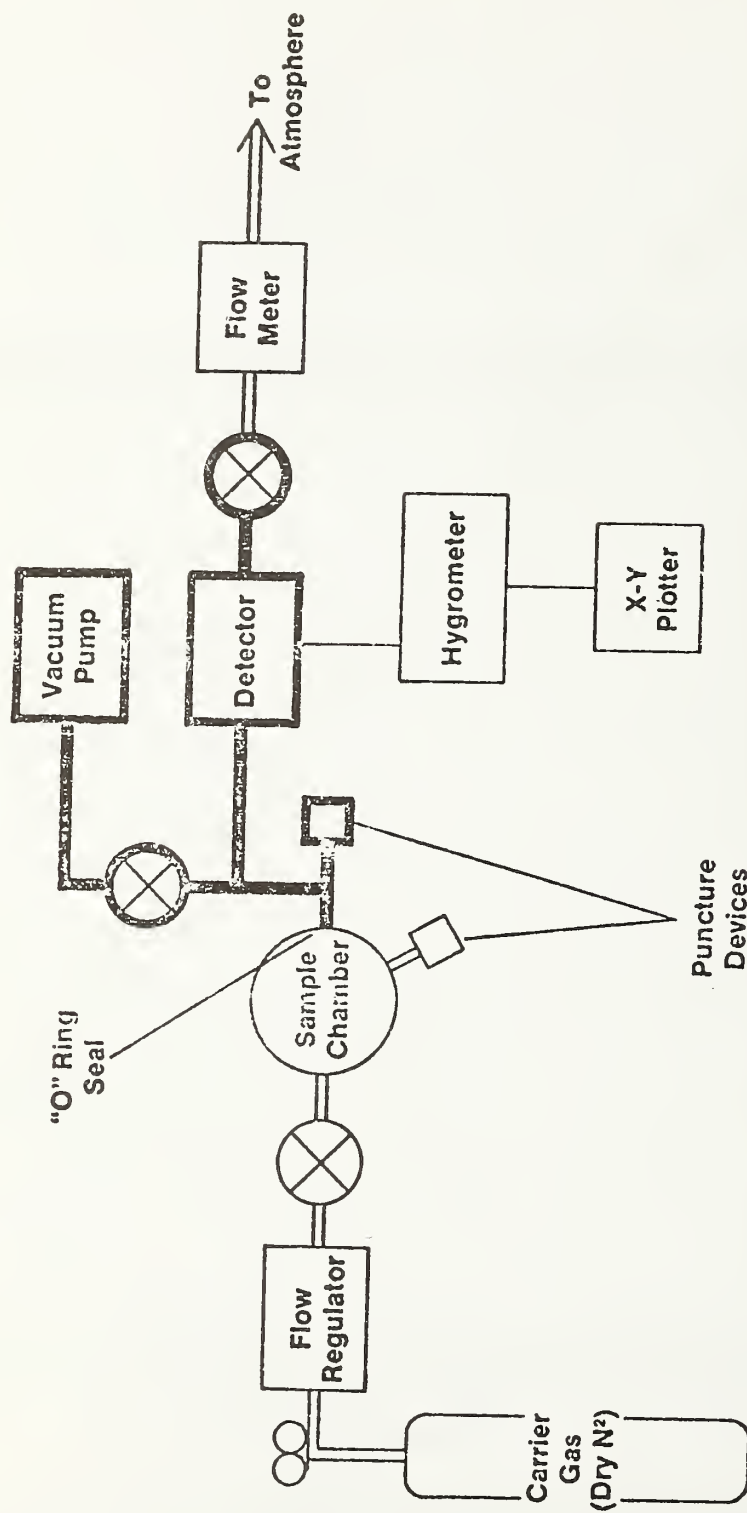 "O" Ring
Seal
Vacuum
Pump
To
Atmosphere
Flow
Meter
Detector
Sample
Chamber
Flow
Regulator
Hygrometer
X-Y
Plotter
Carrier
Gas
(Dry N²)
Puncture
Devices